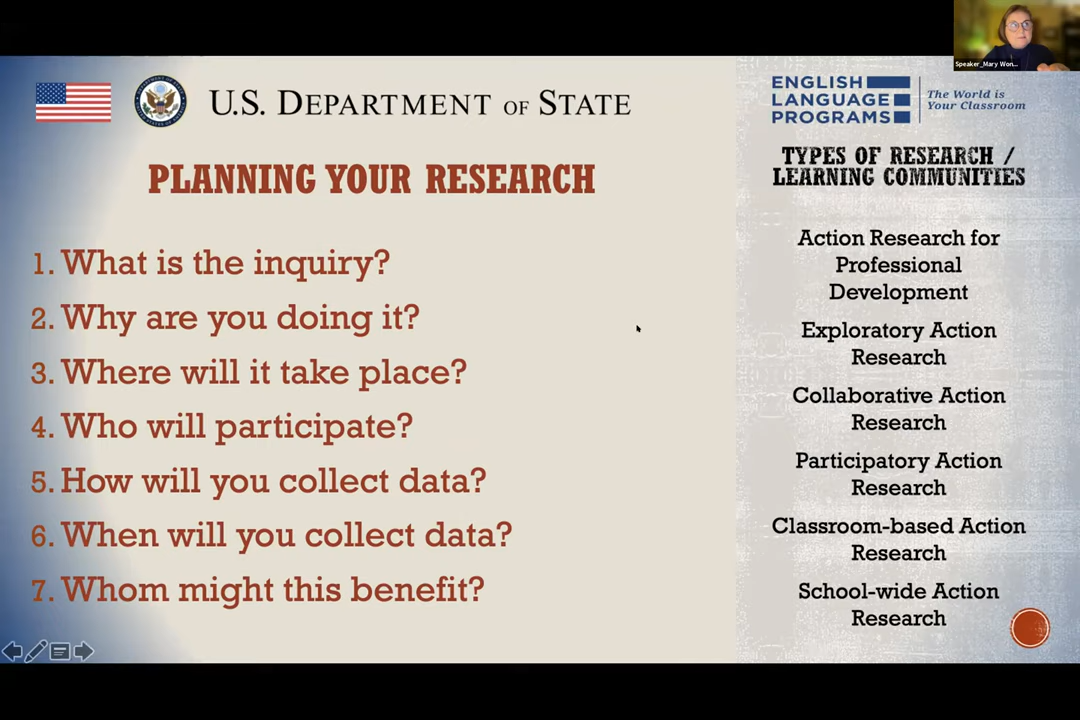 Speaker_Mary Won...
U.S. DEPARTMENT OF STATE
ENGLISH
LANGUAGE
PROGRAMS
The World is
Your Classroom
PLANNING YOUR RESEARCH
1. What is the inquiry?
2. Why are you doing it?
3. Where will it take place?
4. Who will participate?
5. How will you collect data?
6. When will you collect data?
7. Whom might this benefit?
TYPES OF RESEARCH /
LEARNING COMMUNITIES
Action Research for
Professional
Development
Exploratory Action
Research
Collaborative Action
Research
Participatory Action
Research
Classroom-based Action
Research
School-wide Action
Research